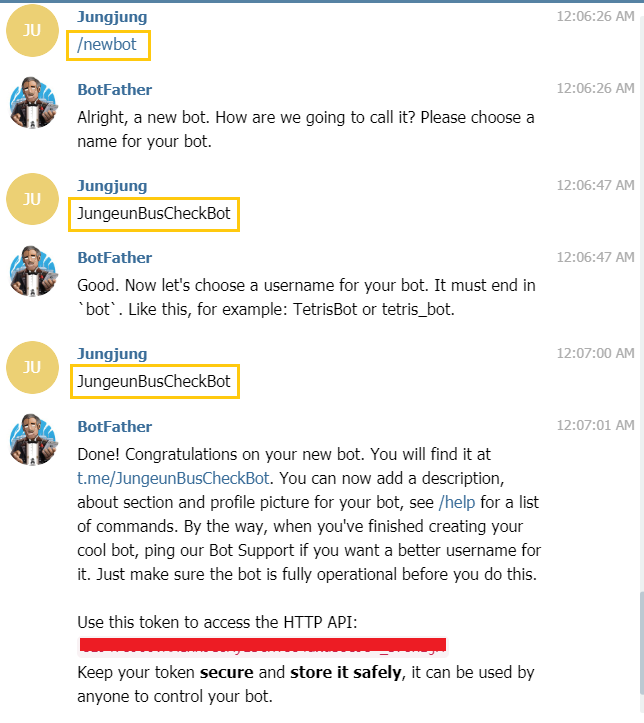 JU
Jungjung 12:06:26 AM
/newbot
BotFather 12:06:26 AM
Alright, a new bot. How are we going to call it? Please choose a
name for your bot.
JU
Jungjung 12:06:47 AM
JungeunBusCheckBot
BotFather 12:06:47 AM
Good. Now let's choose a username for your bot. It must end in
`bot`. Like this, for example: TetrisBot or tetris_bot.
JU
Jungjung 12:07:00 AM
JungeunBusCheckBot
BotFather 12:07:01 AM
Done! Congratulations on your new bot. You will find it at
t.me/JungeunBusCheckBot. You can now add a description,
about section and profile picture for your bot, see /help for a list
of commands. By the way, when you've finished creating your
cool bot, ping our Bot Support if you want a better username for
it. Just make sure the bot is fully operational before you do this.
Use this token to access the HTTP API:
Keep your token secure and store it safely, it can be used by
anyone to control your bot.